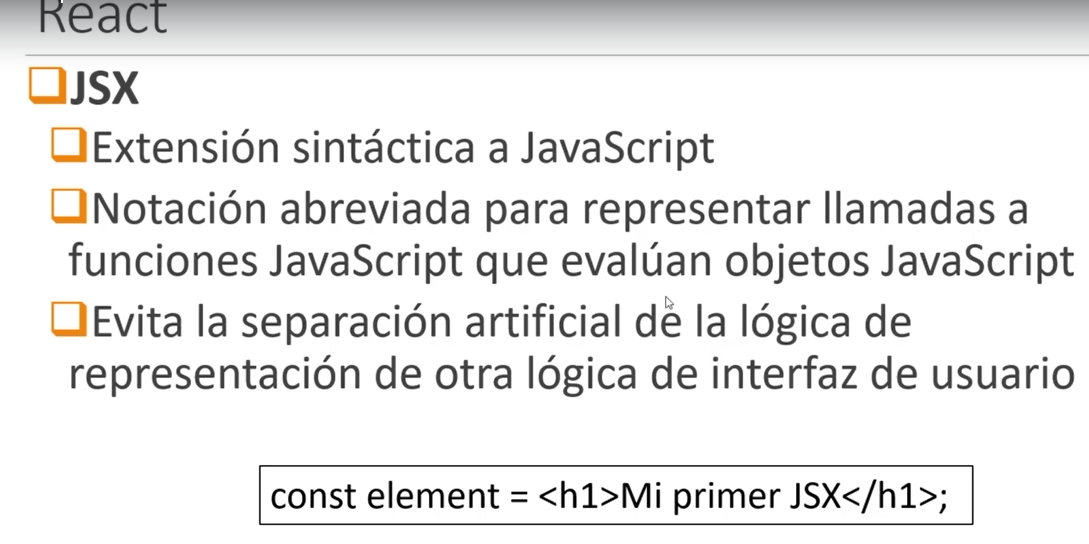 React
JSX
Extensión sintáctica a JavaScript
Notación abreviada para representar llamadas a
funciones JavaScript que evalúan objetos JavaScript
Evita la separación artificial de la lógica de
representación de otra lógica de interfaz de usuario
const element = <h1>Mi primer JSX</h1>;